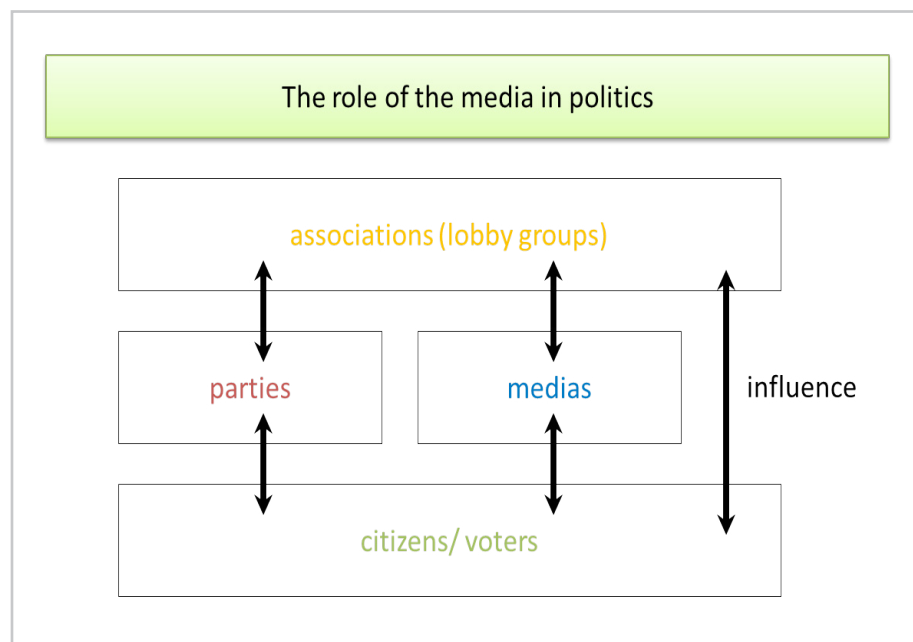 The role of the media in politics
associations (lobby groups)
parties
medias
influence
citizens/ voters